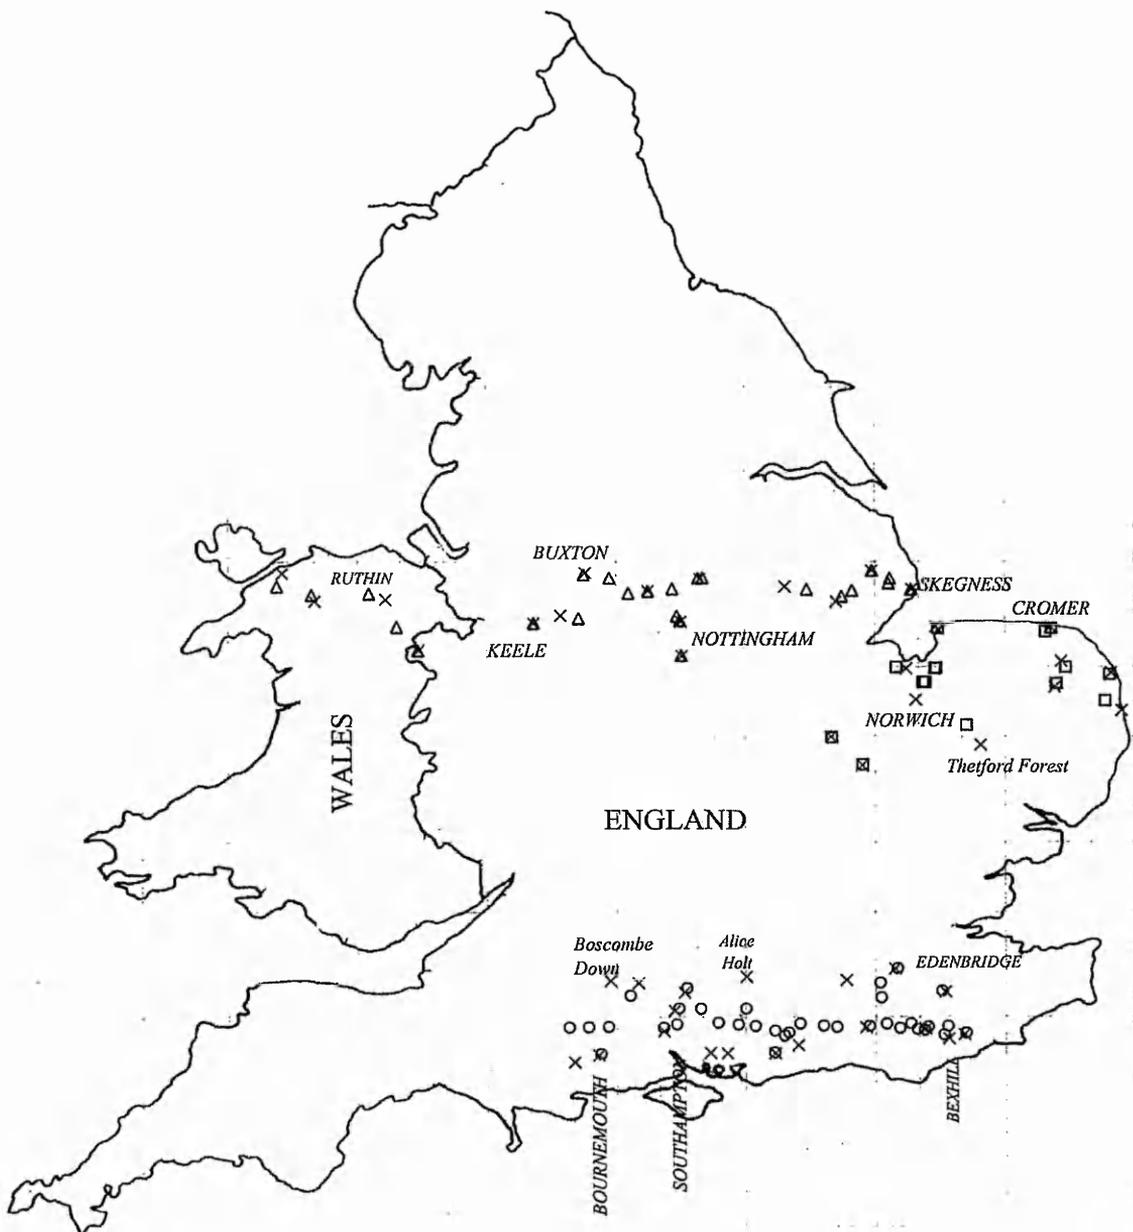 BUXTON
RUTHIN
SKEGNESS
CROMER
KEELE
NOTTINGHAM
NORWICH
WALES
Thetford Forest
ENGLAND
Boscombe
Down
Alice
Holt
EDENBRIDGE
BOURNEMOUTH
SOUTHAMPTON
BEXHILL